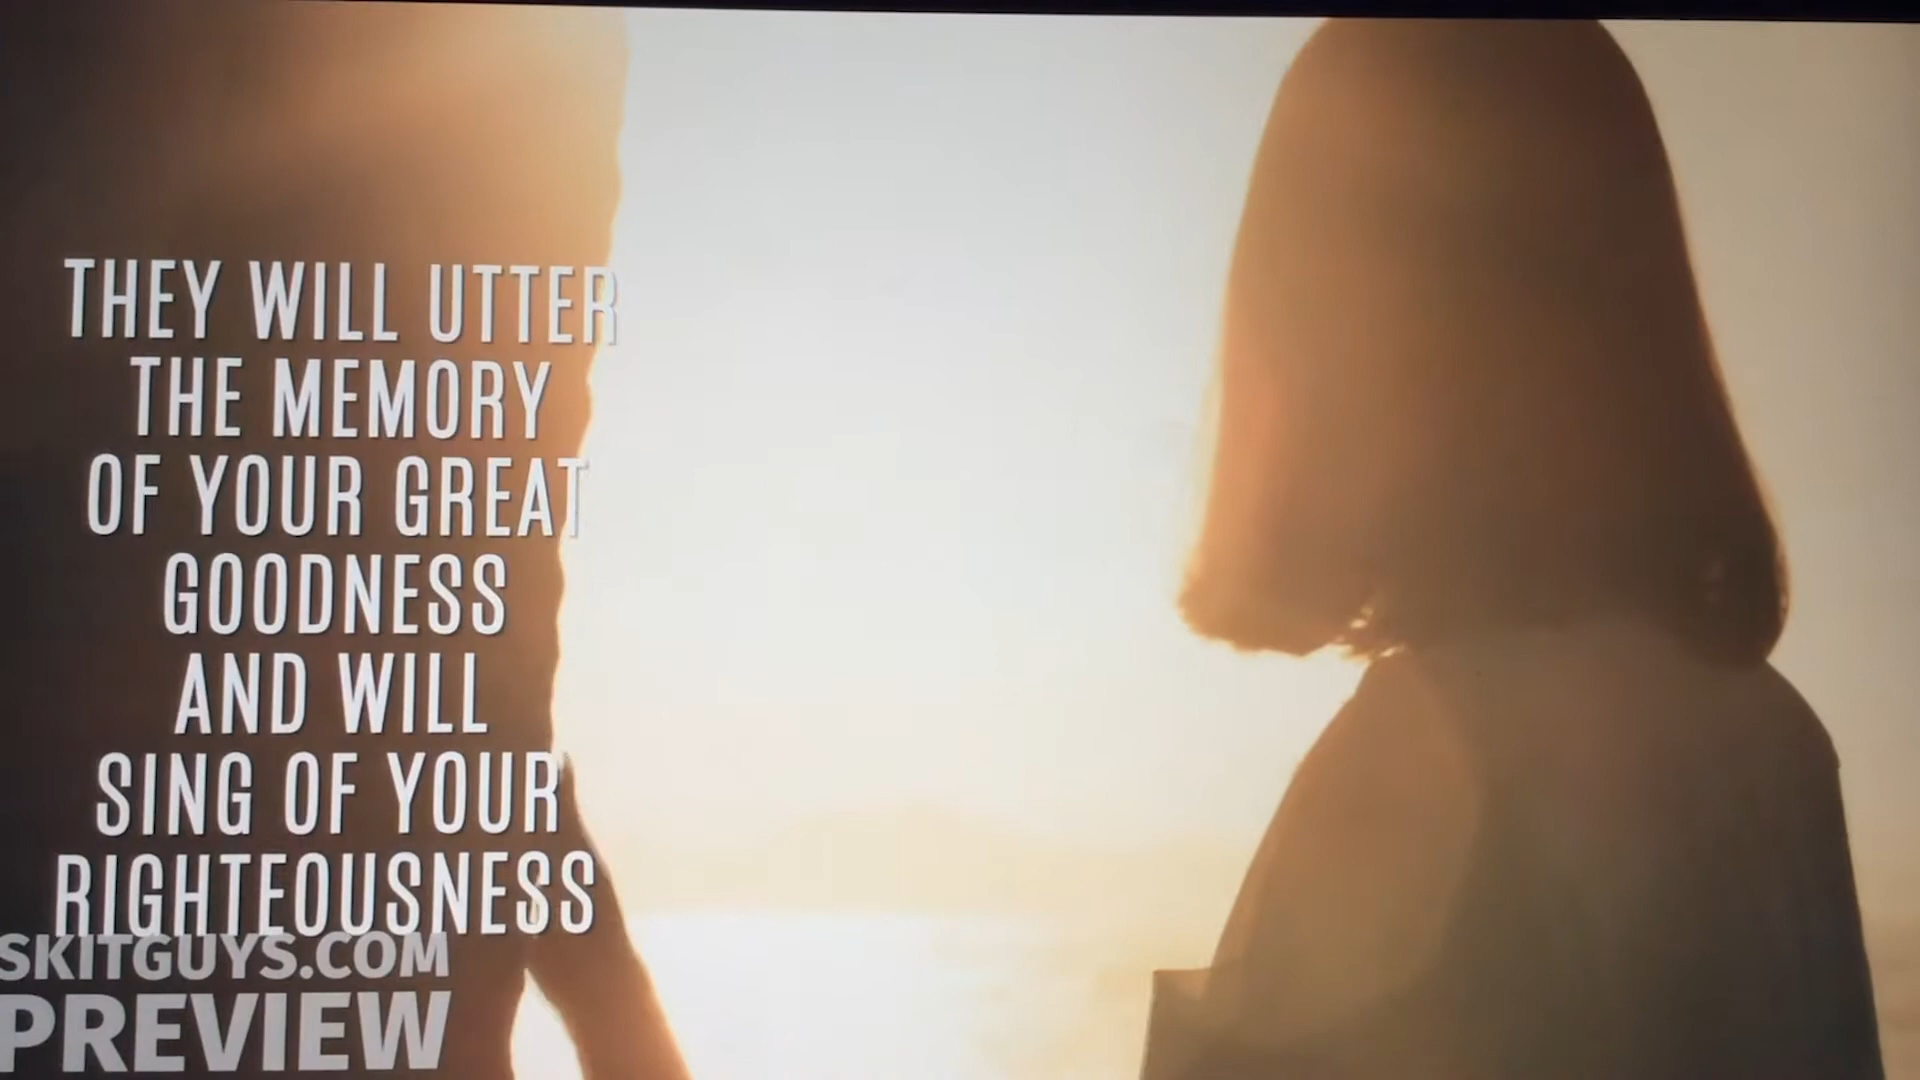 THEY WILL UTTER
THE MEMORY
OF YOUR GREAT
GOODNESS
AND WILL
SING OF YOUR
RIGHTEOUSNESS
SKITGUYS.COM
PREVIEW